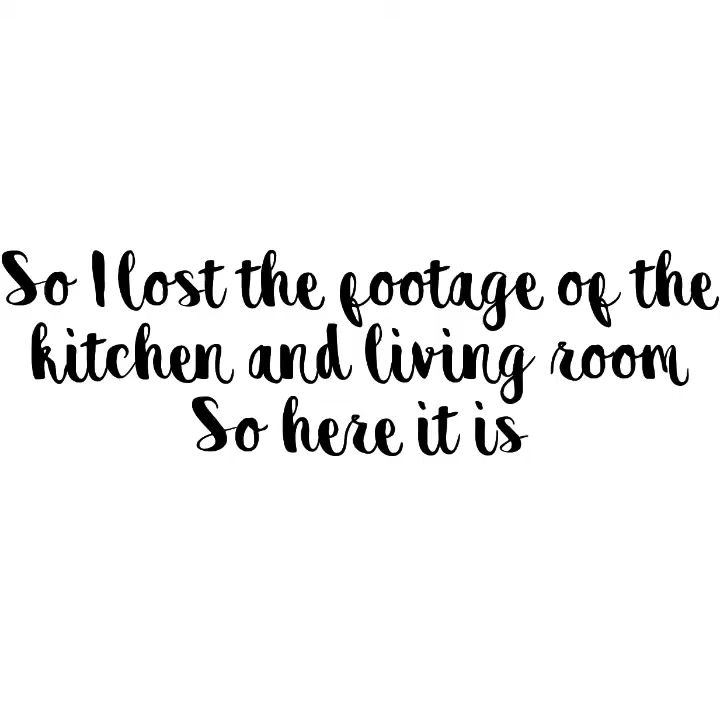 So I lost the footage of the
kitchen and living room
So here it is